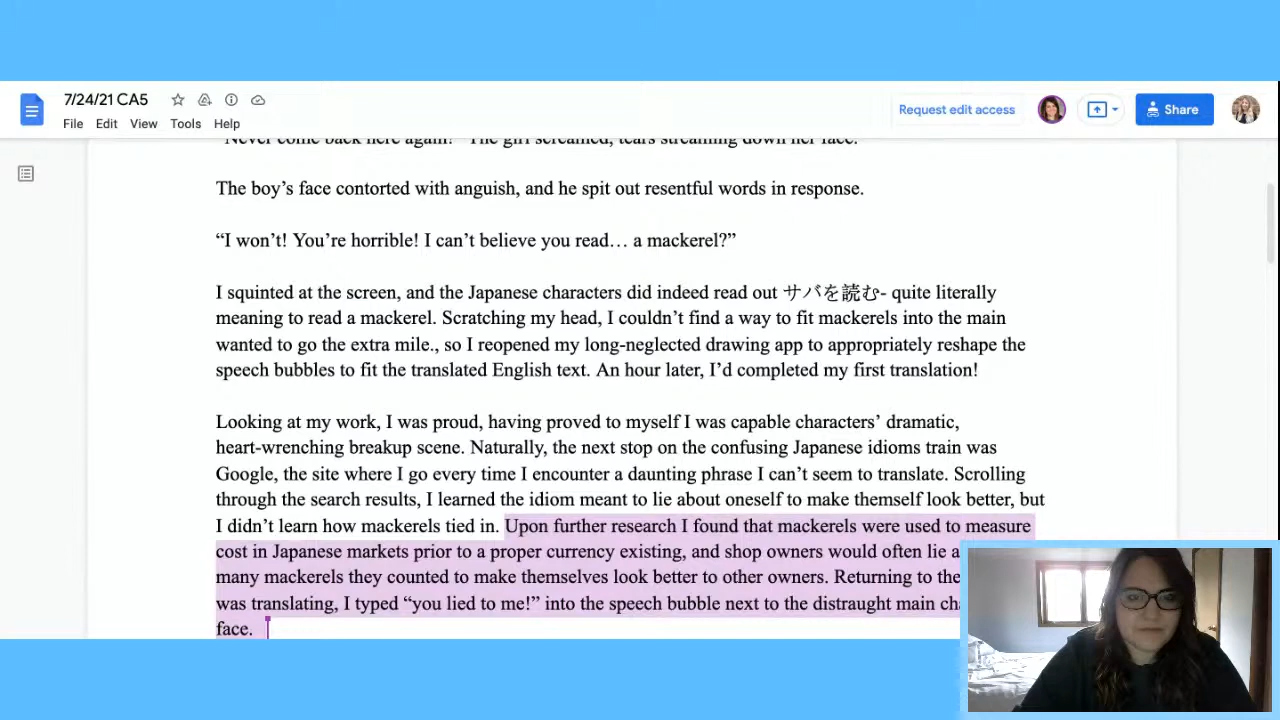 7/24/21 CA5
File Edit View Tools Help
Request edit access
Share
"Never come back here again!" The girl screamed, tears streaming down her face.
The boy's face contorted with anguish, and he spit out resentful words in response.
“I won't! You're horrible! I can't believe you read… a mackerel?”
I squinted at the screen, and the Japanese characters did indeed read out サバを読む- quite literally
meaning to read a mackerel. Scratching my head, I couldn't find a way to fit mackerels into the main
wanted to go the extra mile., so I reopened my long-neglected drawing app to appropriately reshape the
speech bubbles to fit the translated English text. An hour later, I'd completed my first translation!
Looking at my work, I was proud, having proved to myself I was capable characters' dramatic,
heart-wrenching breakup scene. Naturally, the next stop on the confusing Japanese idioms train was
Google, the site where I go every time I encounter a daunting phrase I can't seem to translate. Scrolling
through the search results, I learned the idiom meant to lie about oneself to make themself look better, but
I didn't learn how mackerels tied in. Upon further research I found that mackerels were used to measure
cost in Japanese markets prior to a proper currency existing, and shop owners would often lie
many mackerels they counted to make themselves look better to other owners. Returning to the
was translating, I typed “you lied to me!” into the speech bubble next to the distraught main
face.